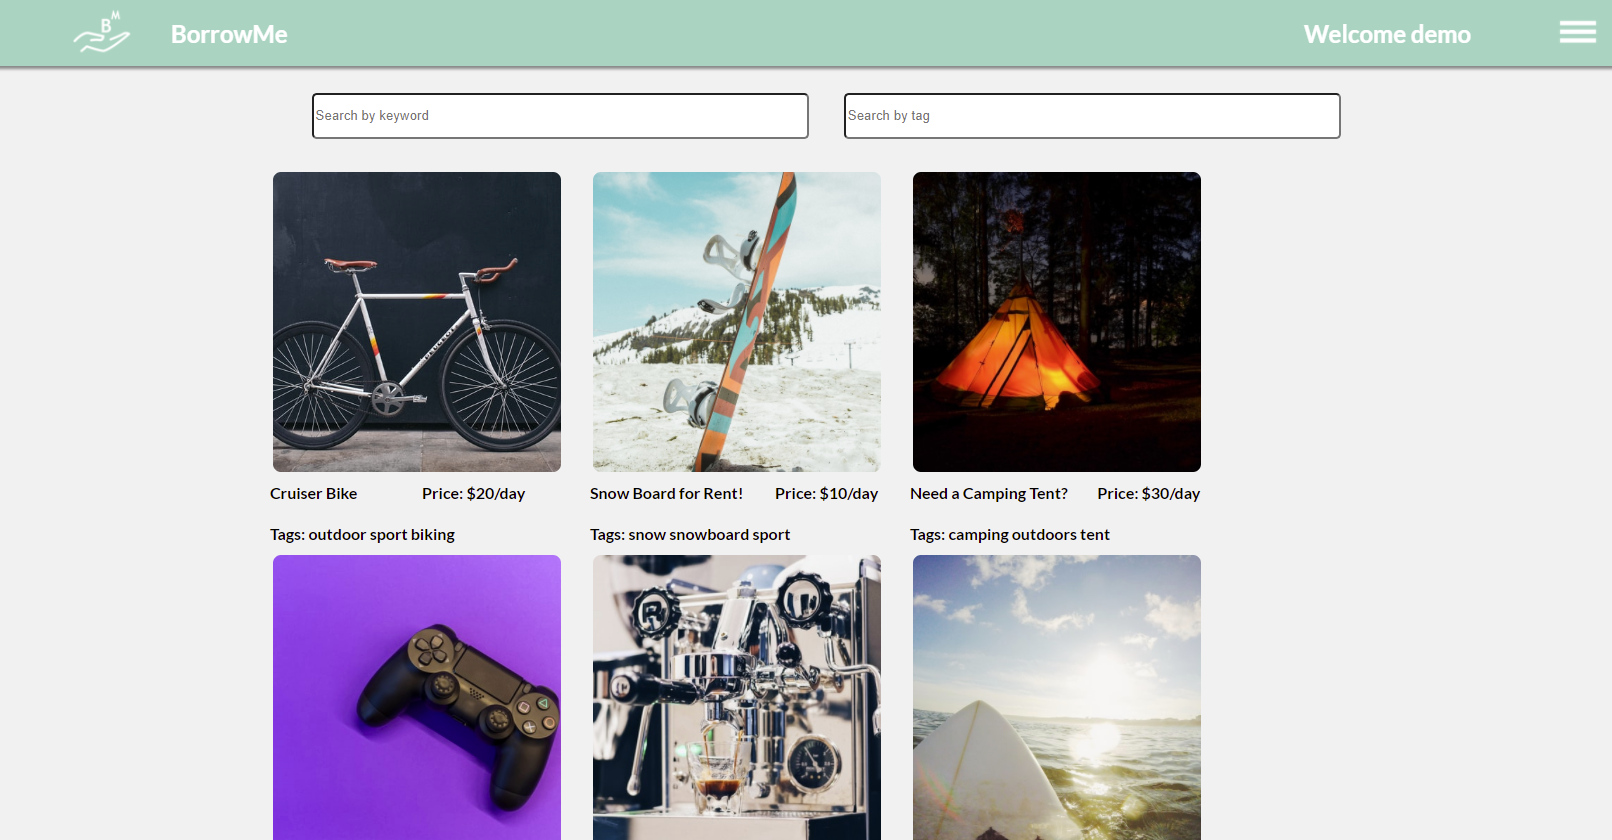 B M
BorrowMe
Welcome demo
Search by keyword
Search by tag
PEUGEOT
Cruiser Bike
Price: $20/day
Snow Board for Rent!
Price: $10/day
Need a Camping Tent?
Price: $30/day
Tags: outdoor sport biking
Tags: snow snowboard sport
Tags: camping outdoors tent